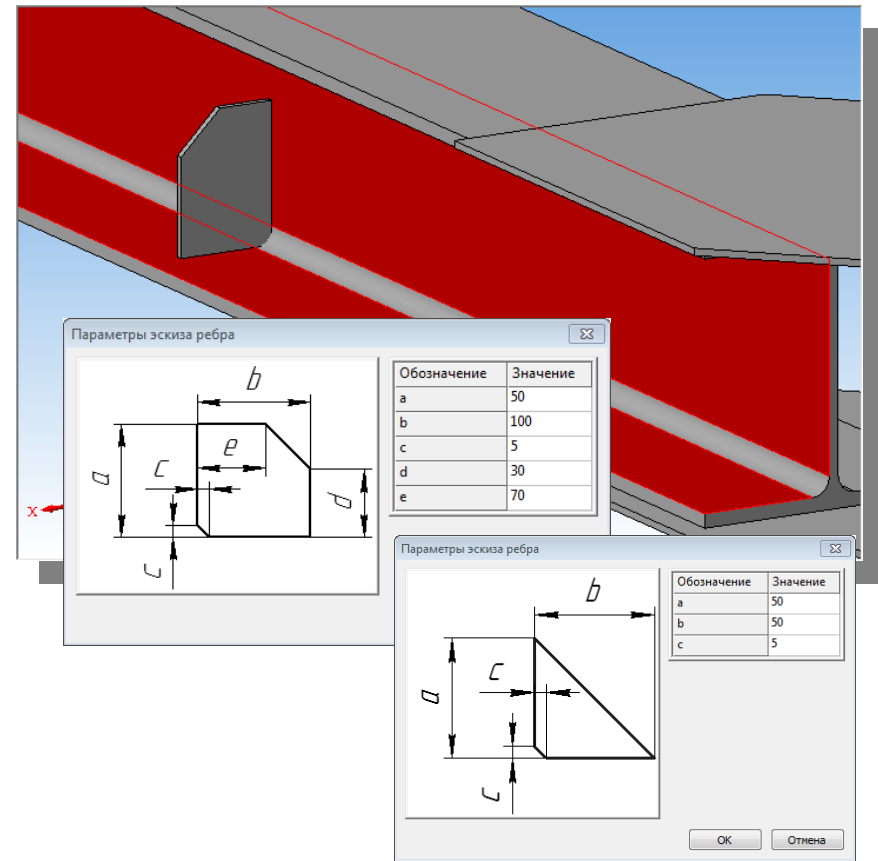 x
Параметры эскиза ребра
b
e
c
a
d
c
Обозначение Значение
a 50
b 100
c 5
d 30
e 70
Параметры эскиза ребра
b
c
a
c
Обозначение Значение
a 50
b 50
c 5
ОК Отмена